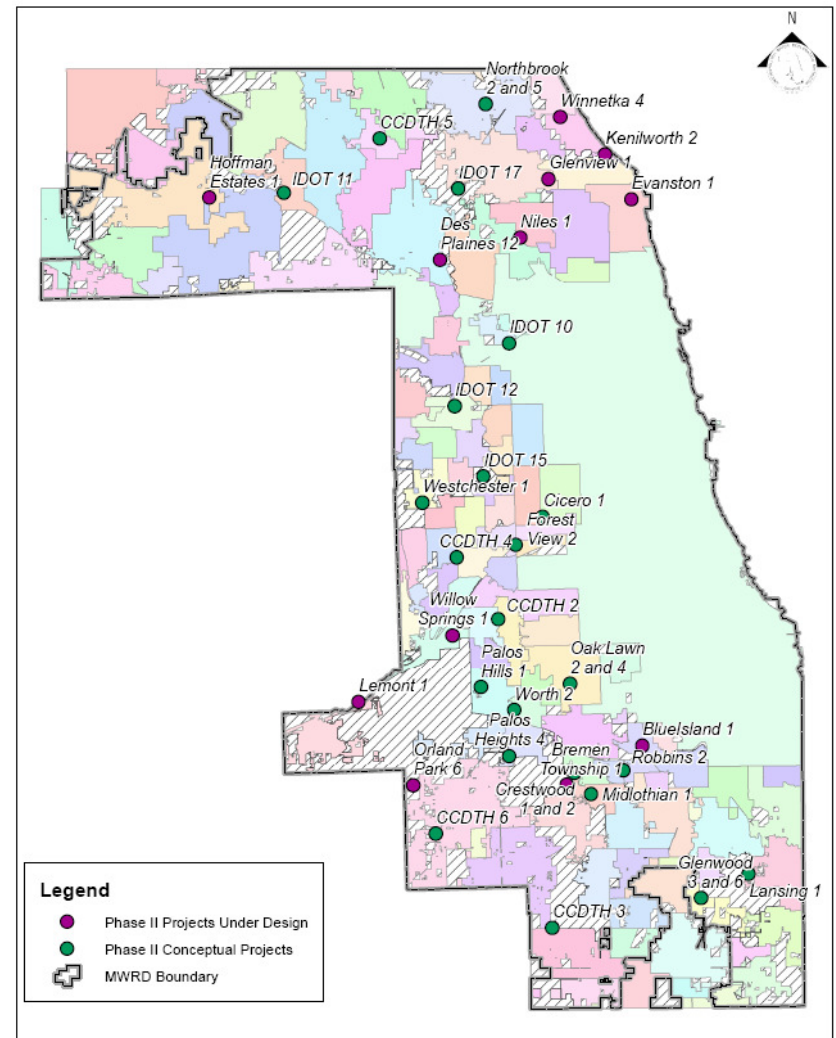 N
Northbrook
2 and 5
Winnetka 4
CCDTH 5
Kenilworth 2
Hoffman
Estates 1
IDOT 11
IDOT 17
Glenview 1
Evanston 1
Des
Plaines 12
Niles 1
IDOT 10
IDOT 12
IDOT 15
Westchester 1
Cicero 1
Forest
View 2
CCDTH 4
Willow
Springs 1
CCDTH 2
Palos
Hills 1
Oak Lawn
2 and 4
Lemont 1
Worth 2
Palos
Heights 4
BlueIsland 1
Orland
Park 6
Bremen
Township 1
Robbins 2
Crestwood
1 and 2
Midlothian 1
CCDTH 6
Glenwood
3 and 6
Lansing 1
CCDTH 3
Legend
Phase II Projects Under Design
Phase II Conceptual Projects
MWRD Boundary